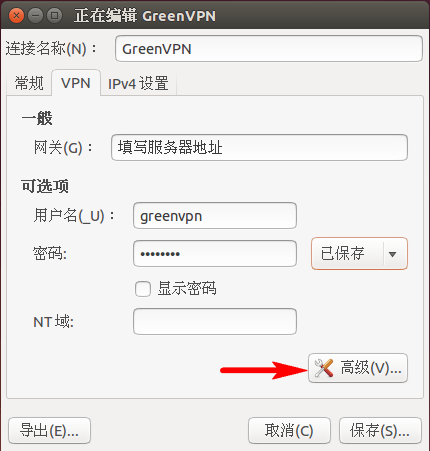 正在编辑 GreenVPN
连接名称(N)： GreenVPN
常规 VPN IPv4 设置
一般
网关(G)： 填写服务器地址
可选项
用户名(_U)： greenvpn
密码: •••••••• 已保存
显示密码
NT 域:
高级(V)...
导出(E)... 取消(C) 保存(S)...